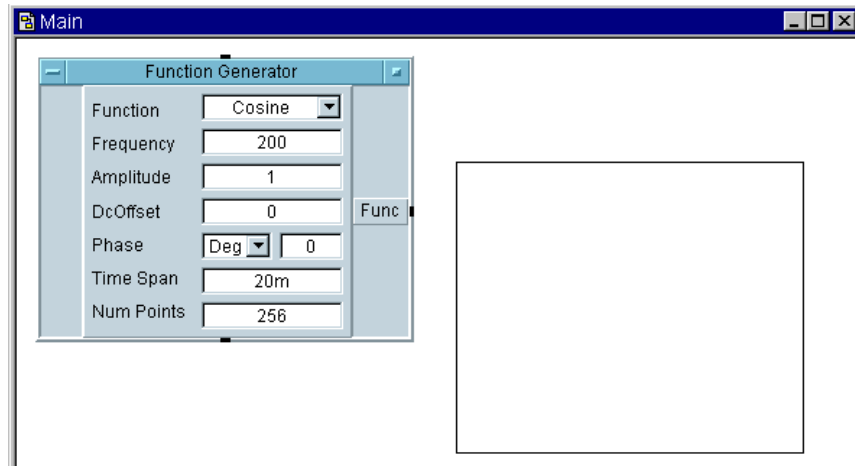 Main
Function Generator
Function Cosine
Frequency 200
Amplitude 1
DcOffset 0 Func
Phase Deg 0
Time Span 20m
Num Points 256